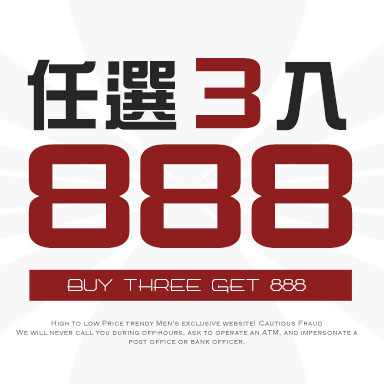 任選3入
888
BUY THREE GET 888
High to low Price trendy Men's exclusive website! Cautious Fraud
We will never call you during off-hours, ask to operate an ATM, and impersonate a
post office or bank officer.